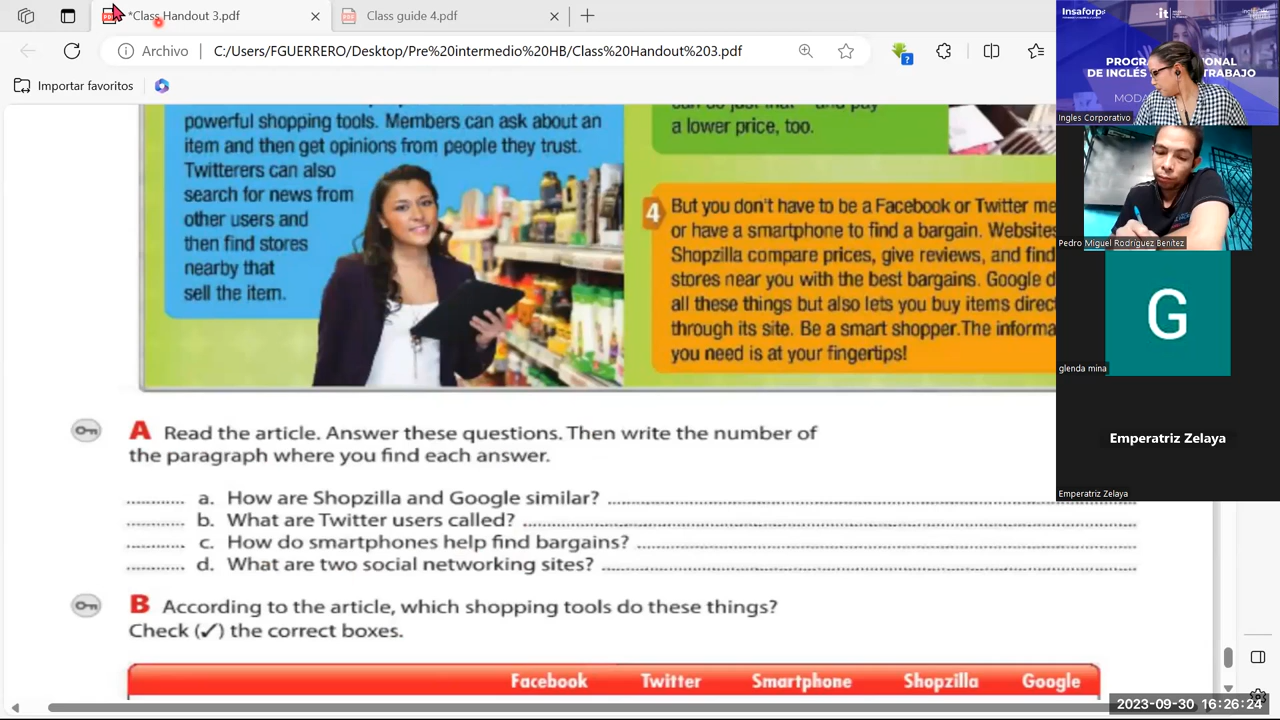 *Class Handout 3.pdf
Class guide 4.pdf
Archivo
C:/Users/FGUERRERO/Desktop/Pre%20intermedio%20HB/Class%20Handout%203.pdf
Importar favoritos
powerful shopping tools. Members can ask about an
item and then get opinions from people they trust.
Twitterers can also
search for news from
other users and
then find stores
nearby that
sell the item.
a lower price, too.
4
But you don't have to be a Facebook or Twitter me
or have a smartphone to find a bargain. Websites
Shopzilla compare prices, give reviews, and find
stores near you with the best bargains. Google d
all these things but also lets you buy items direc
through its site. Be a smart shopper.The informa
you need is at your fingertips!
A Read the article. Answer these questions. Then write the number of
the paragraph where you find each answer.
a. How are Shopzilla and Google similar?
b. What are Twitter users called?
c. How do smartphones help find bargains?
d. What are two social networking sites?
B According to the article, which shopping tools do these things?
Check (✓) the correct boxes.
Facebook Twitter Smartphone Shopzilla Google
Insaforp
PROGR
ONAL
DE INGLÉS
TRABAJO
MODA
Ingles Corporativo
Pedro Miguel Rodríguez Benítez
G
glenda mina
Emperatriz Zelaya
Emperatriz Zelaya
2023-09-30 16:26:24